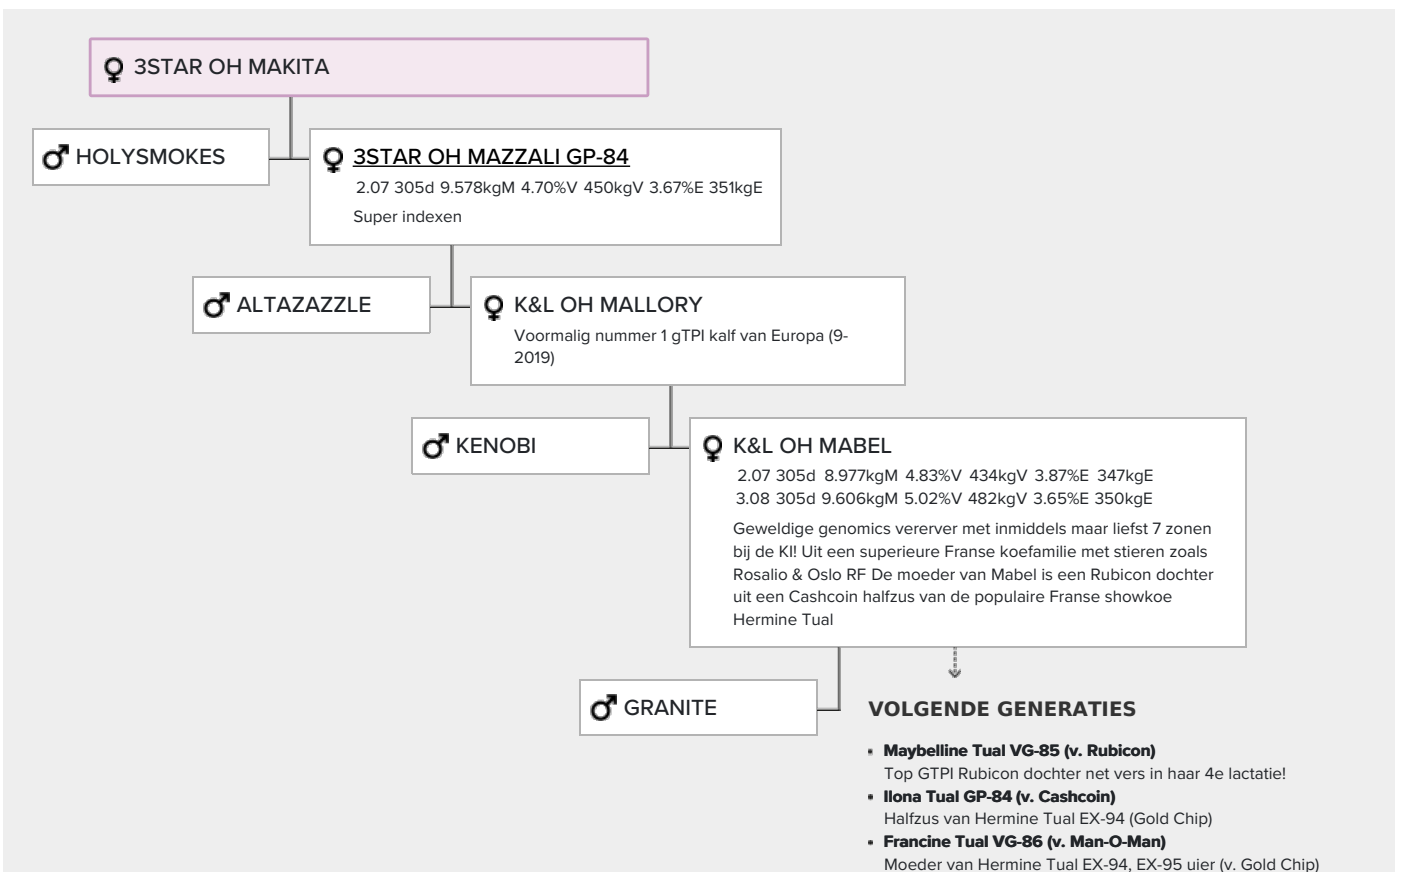 3STAR OH MAKITA
HOLYSMOKES
3STAR OH MAZZALI GP-84
2.07 305d 9.578kgM 4.70%V 450kgV 3.67%E 351kgE
Super indexen
ALTAZAZZLE
K&L OH MALLORY
Voormalig nummer 1 gTPI kalf van Europa (9-
2019)
KENOBI
K&L OH MABEL
2.07 305d 8.977kgM 4.83%V 434kgV 3.87%E 347kgE
3.08 305d 9.606kgM 5.02%V 482kgV 3.65%E 350kgE
Geweldige genomics vererver met inmiddels maar liefst 7 zonen
bij de KI! Uit een superieure Franse koefamilie met stieren zoals
Rosalio & Oslo RF De moeder van Mabel is een Rubicon dochter
uit een Cashcoin halfzus van de populaire Franse showkoe
Hermine Tual
GRANITE
VOLGENDE GENERATIES
• Maybelline Tual VG-85 (v. Rubicon)
Top GTPI Rubicon dochter net vers in haar 4e lactatie!
• Ilona Tual GP-84 (v. Cashcoin)
Halfzus van Hermine Tual EX-94 (Gold Chip)
• Francine Tual VG-86 (v. Man-O-Man)
Moeder van Hermine Tual EX-94, EX-95 uier (v. Gold Chip)